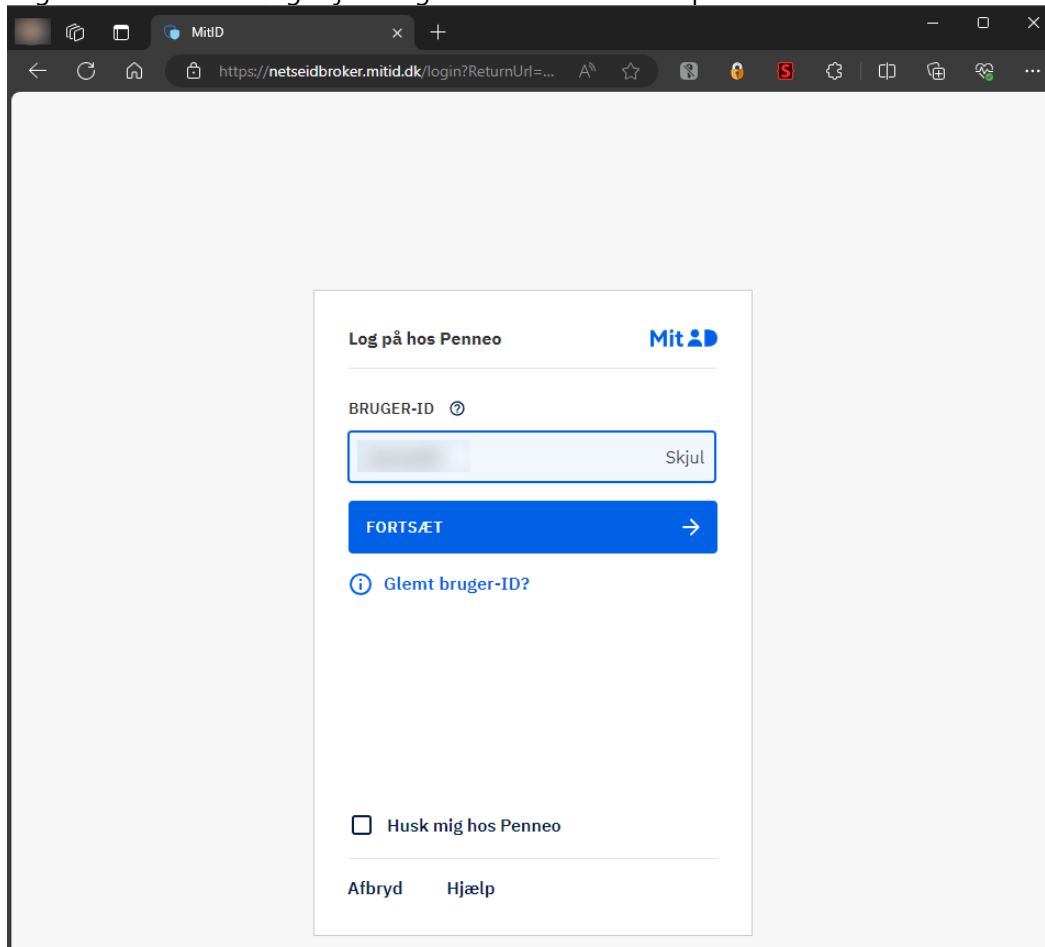 MitID
https://netseidbroker.mitid.dk/login?ReturnUrl=...
Log på hos Penneo
Mit D
BRUGER-ID
Skjul
FORTSÆT
Glemt bruger-ID?
Husk mig hos Penneo
Afbryd Hjælp